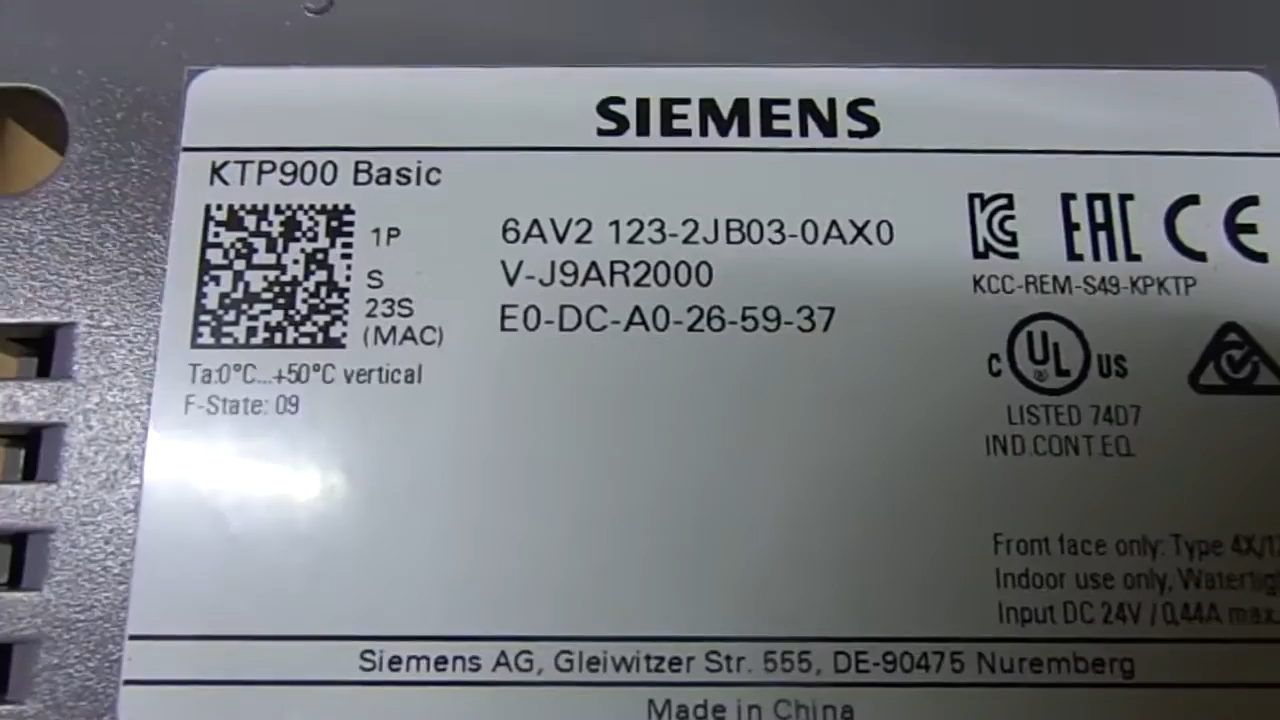 SIEMENS
KTP900 Basic
1P 6AV2 123-2JB03-0AX0
S V-J9AR2000
23S
(MAC) E0-DC-A0-26-59-37
Ta:0°C...+50°C vertical
F-State: 09
EAC CE
KCC-REM-S49-KPKTP
C UL US
LISTED 74D7
IND.CONT.EQ.
Front face only: Type 4X/1
Indoor use only, Watertig
Input DC 24V / 0,44A max.
Siemens AG, Gleiwitzer Str. 555, DE-90475 Nuremberg
Made in China